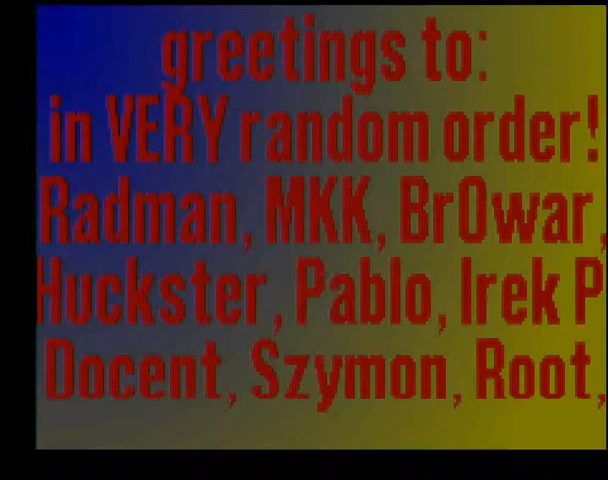 greetings to:
in VERY random order!
Radman, MKK, Br0war,
Huckster, Pablo, Irek P
Docent, Szymon, Root,